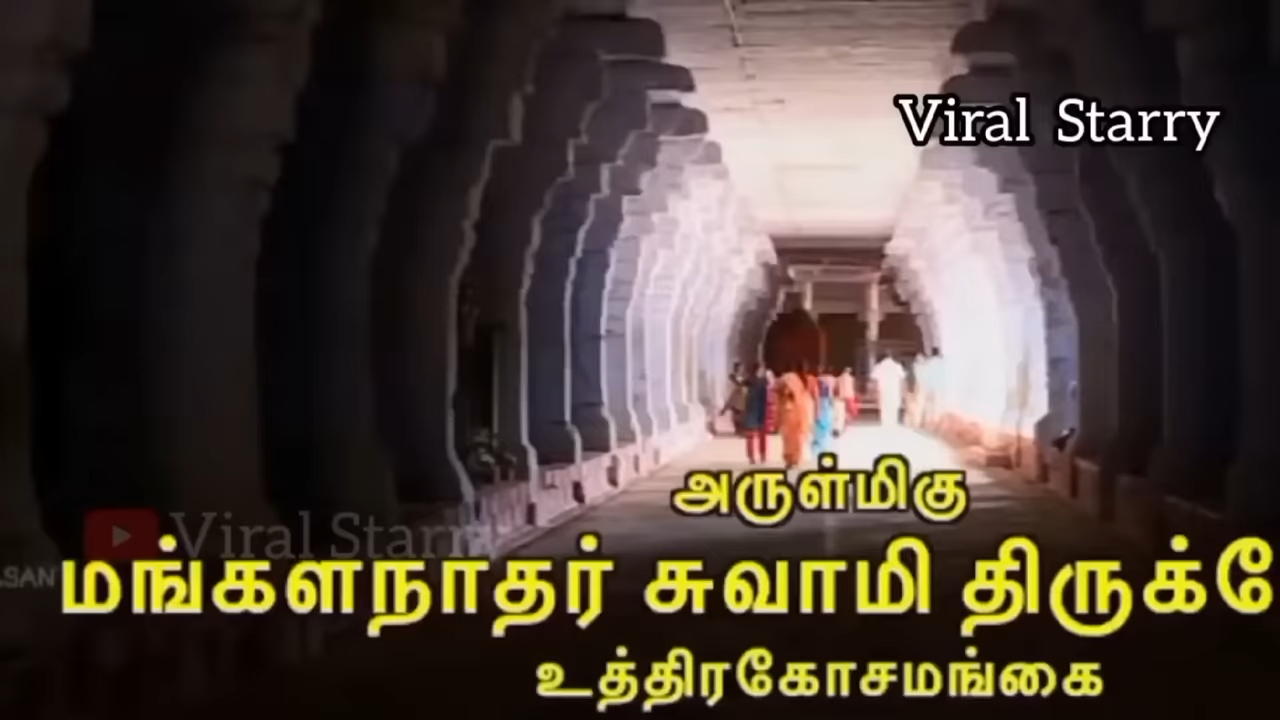 Viral Starry
அருள்மிகு
Viral Starry
மங்களநாதர் சுவாமி
உத்திரகோசமங்கை